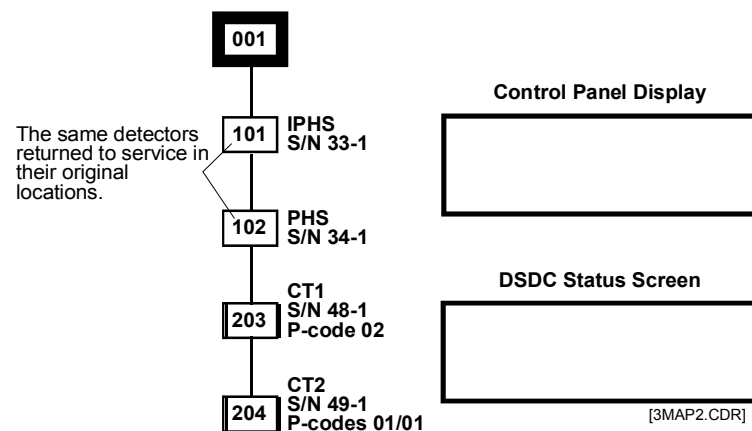 001
Control Panel Display
The same detectors
returned to service in
their original
locations.
101
IPHS
S/N 33-1
102
PHS
S/N 34-1
DSDC Status Screen
203
CT1
S/N 48-1
P-code 02
204
CT2
S/N 49-1
P-codes 01/01
[3MAP2.CDR]